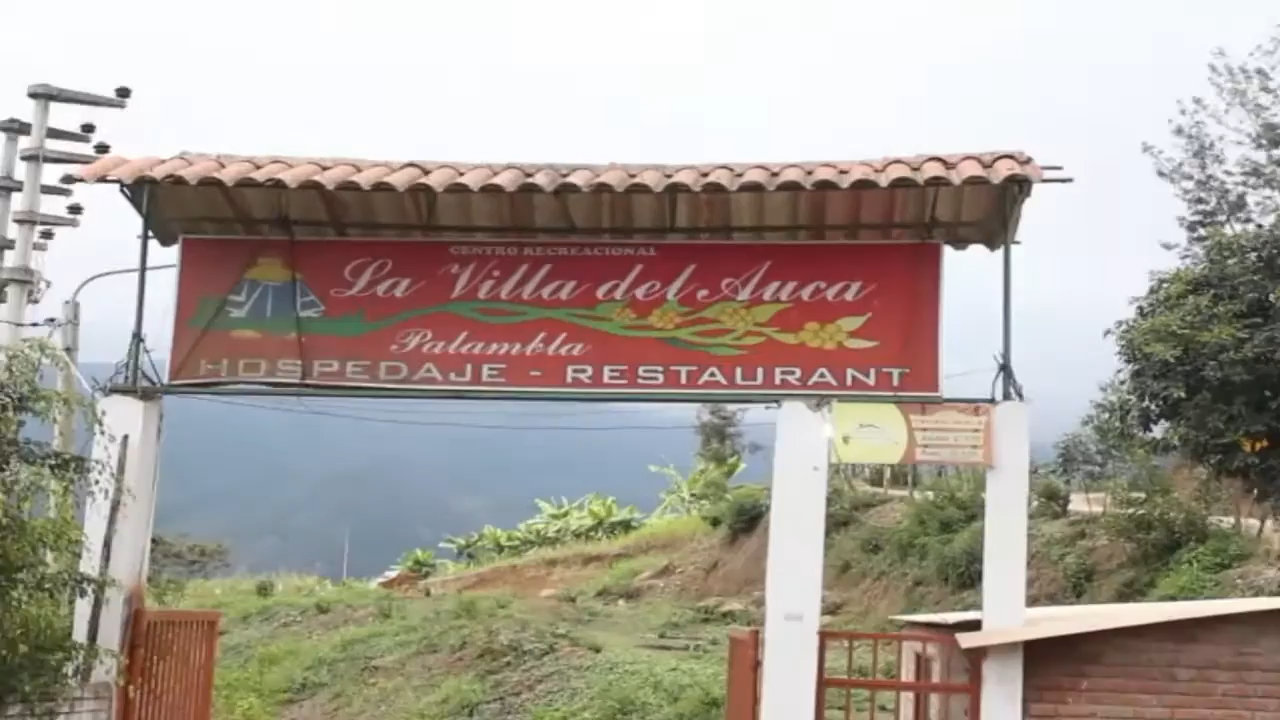 CENTRO RECREACIONAL
La Villa del Auca
Palambla
HOSPEDAJE - RESTAURANT